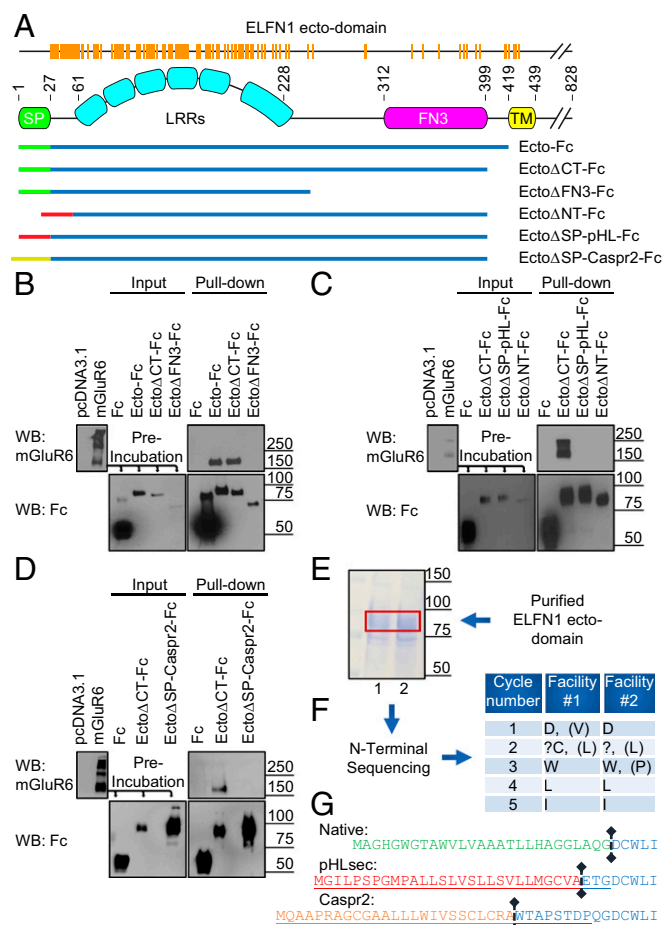 A
ELFN1 ecto-domain
1 27 61 228 312 399 419 439 828
SP LRRs FN3 TM
Ecto-Fc
EctoΔCT-Fc
EctoΔFN3-Fc
EctoΔNT-Fc
EctoΔSP-pHL-Fc
EctoΔSP-Caspr2-Fc
B
Input Pull-down
pcDNA3.1 mGluR6 Fc Ecto-Fc EctoΔCT-Fc EctoΔFN3-Fc Fc Ecto-Fc EctoΔCT-Fc EctoΔFN3-Fc
WB: mGluR6
Pre-Incubation
250
150
WB: Fc
100
75
50
C
Input Pull-down
pcDNA3.1 mGluR6 Fc EctoΔCT-Fc EctoΔSP-pHL-Fc EctoΔNT-Fc Fc EctoΔCT-Fc EctoΔSP-pHL-Fc EctoΔNT-Fc
WB: mGluR6
Pre-Incubation
250
150
WB: Fc
100
75
50
D
Input Pull-down
pcDNA3.1 mGluR6 Fc EctoΔCT-Fc EctoΔSP-Caspr2-Fc Fc EctoΔCT-Fc EctoΔSP-Caspr2-Fc
WB: mGluR6
Pre-Incubation
250
150
WB: Fc
100
75
50
E
150
100
75
50
1 2
Purified
ELFN1 ecto-
domain
F
N-Terminal
Sequencing
Cycle number Facility #1 Facility #2
1 D, (V) D
2 ?C, (L) ?, (L)
3 W W, (P)
4 L L
5 I I
G
Native:
MAGHGWGTAWVLVAAATLLHAGGLAQGDCWLI
pHLsec:
MGILPSPGMPALLSLVSLLSVLLMGCVAETGDCWLI
Caspr2:
MQAAPRAGCGAALLLWIVSSCLCRAWTAPSTDPQGDCWLI